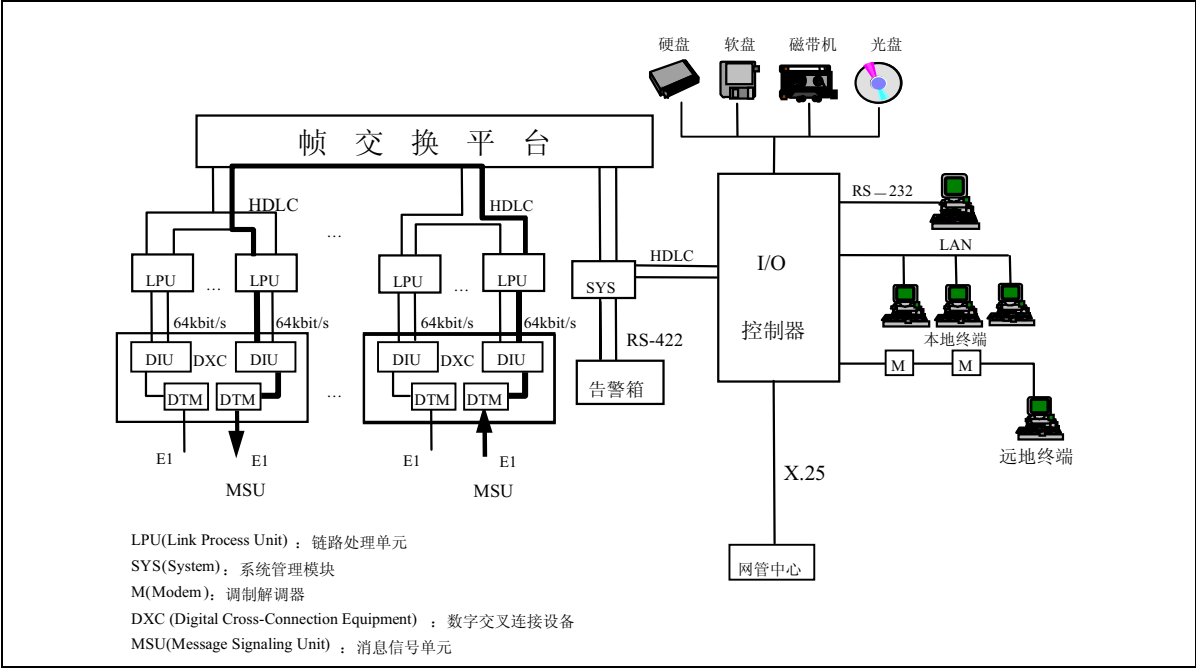 硬盘 软盘 磁带机 光盘
帧 交 换 平 台
HDLC HDLC
RS—232
LAN
I/O
控制器
HDLC
… LPU … LPU … LPU … LPU SYS
64kbit/s 64kbit/s 64kbit/s 64kbit/s
RS-422
本地终端
DIU DXC DIU DIU DXC DIU
M M
告警箱
DTM DTM … DTM DTM
E1 E1 E1 E1
远地终端
MSU MSU
X.25
网管中心
LPU(Link Process Unit) ：链路处理单元
SYS(System)：系统管理模块
M(Modem)：调制解调器
DXC (Digital Cross-Connection Equipment) ：数字交叉连接设备
MSU(Message Signaling Unit) ：消息信号单元